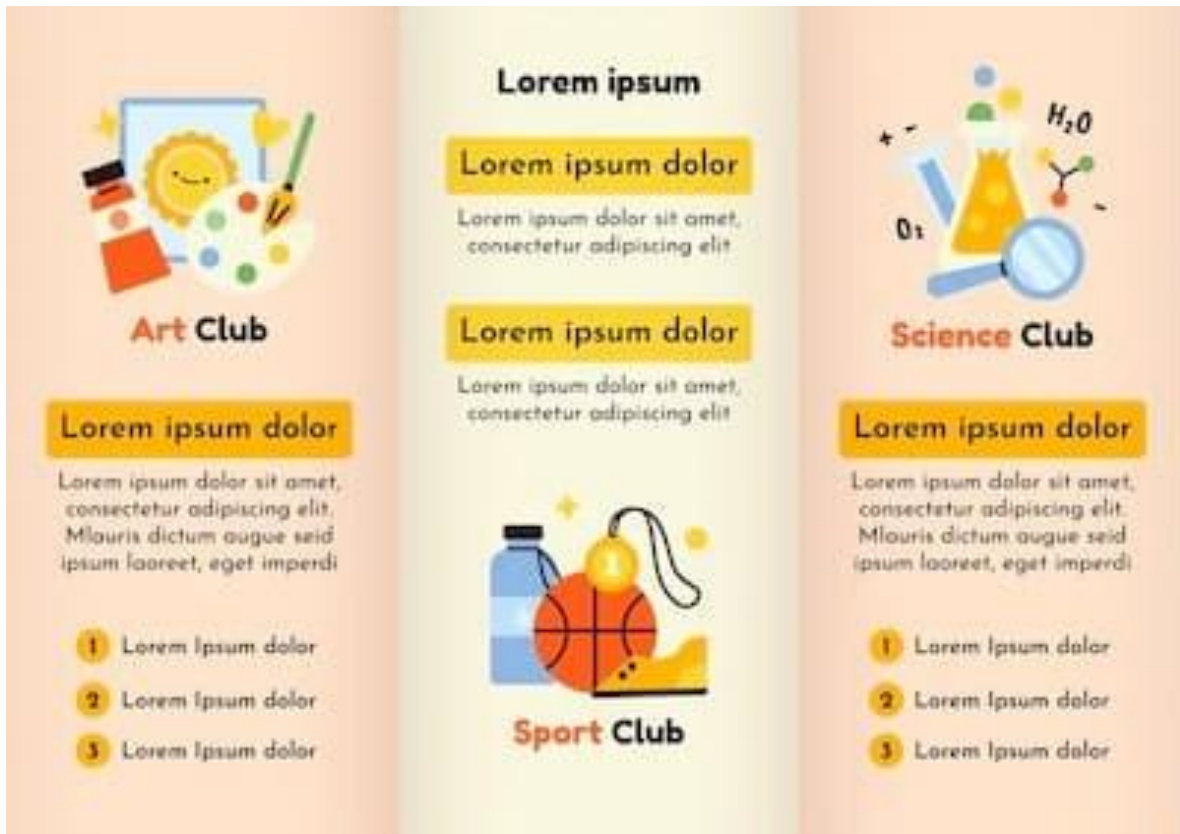 Art Club
Lorem ipsum dolor
Lorem ipsum dolor sit amet,
consectetur adipiscing elit.
Mlauris dictum augue seid
ipsum laoreet, eget imperdi
1 Lorem Ipsum dolor
2 Lorem Ipsum dolor
3 Lorem Ipsum dolor
Lorem ipsum
Lorem ipsum dolor
Lorem ipsum dolor sit amet,
consectetur adipiscing elit
Lorem ipsum dolor
Lorem ipsum dolor sit amet,
consectetur adipiscing elit
1
Sport Club
+ -
H₂O
O₂
-
Science Club
Lorem ipsum dolor
Lorem ipsum dolor sit amet,
consectetur adipiscing elit.
Mlauris dictum augue seid
ipsum laoreet, eget imperdi
1 Lorem Ipsum dolor
2 Lorem Ipsum dolor
3 Lorem Ipsum dolor